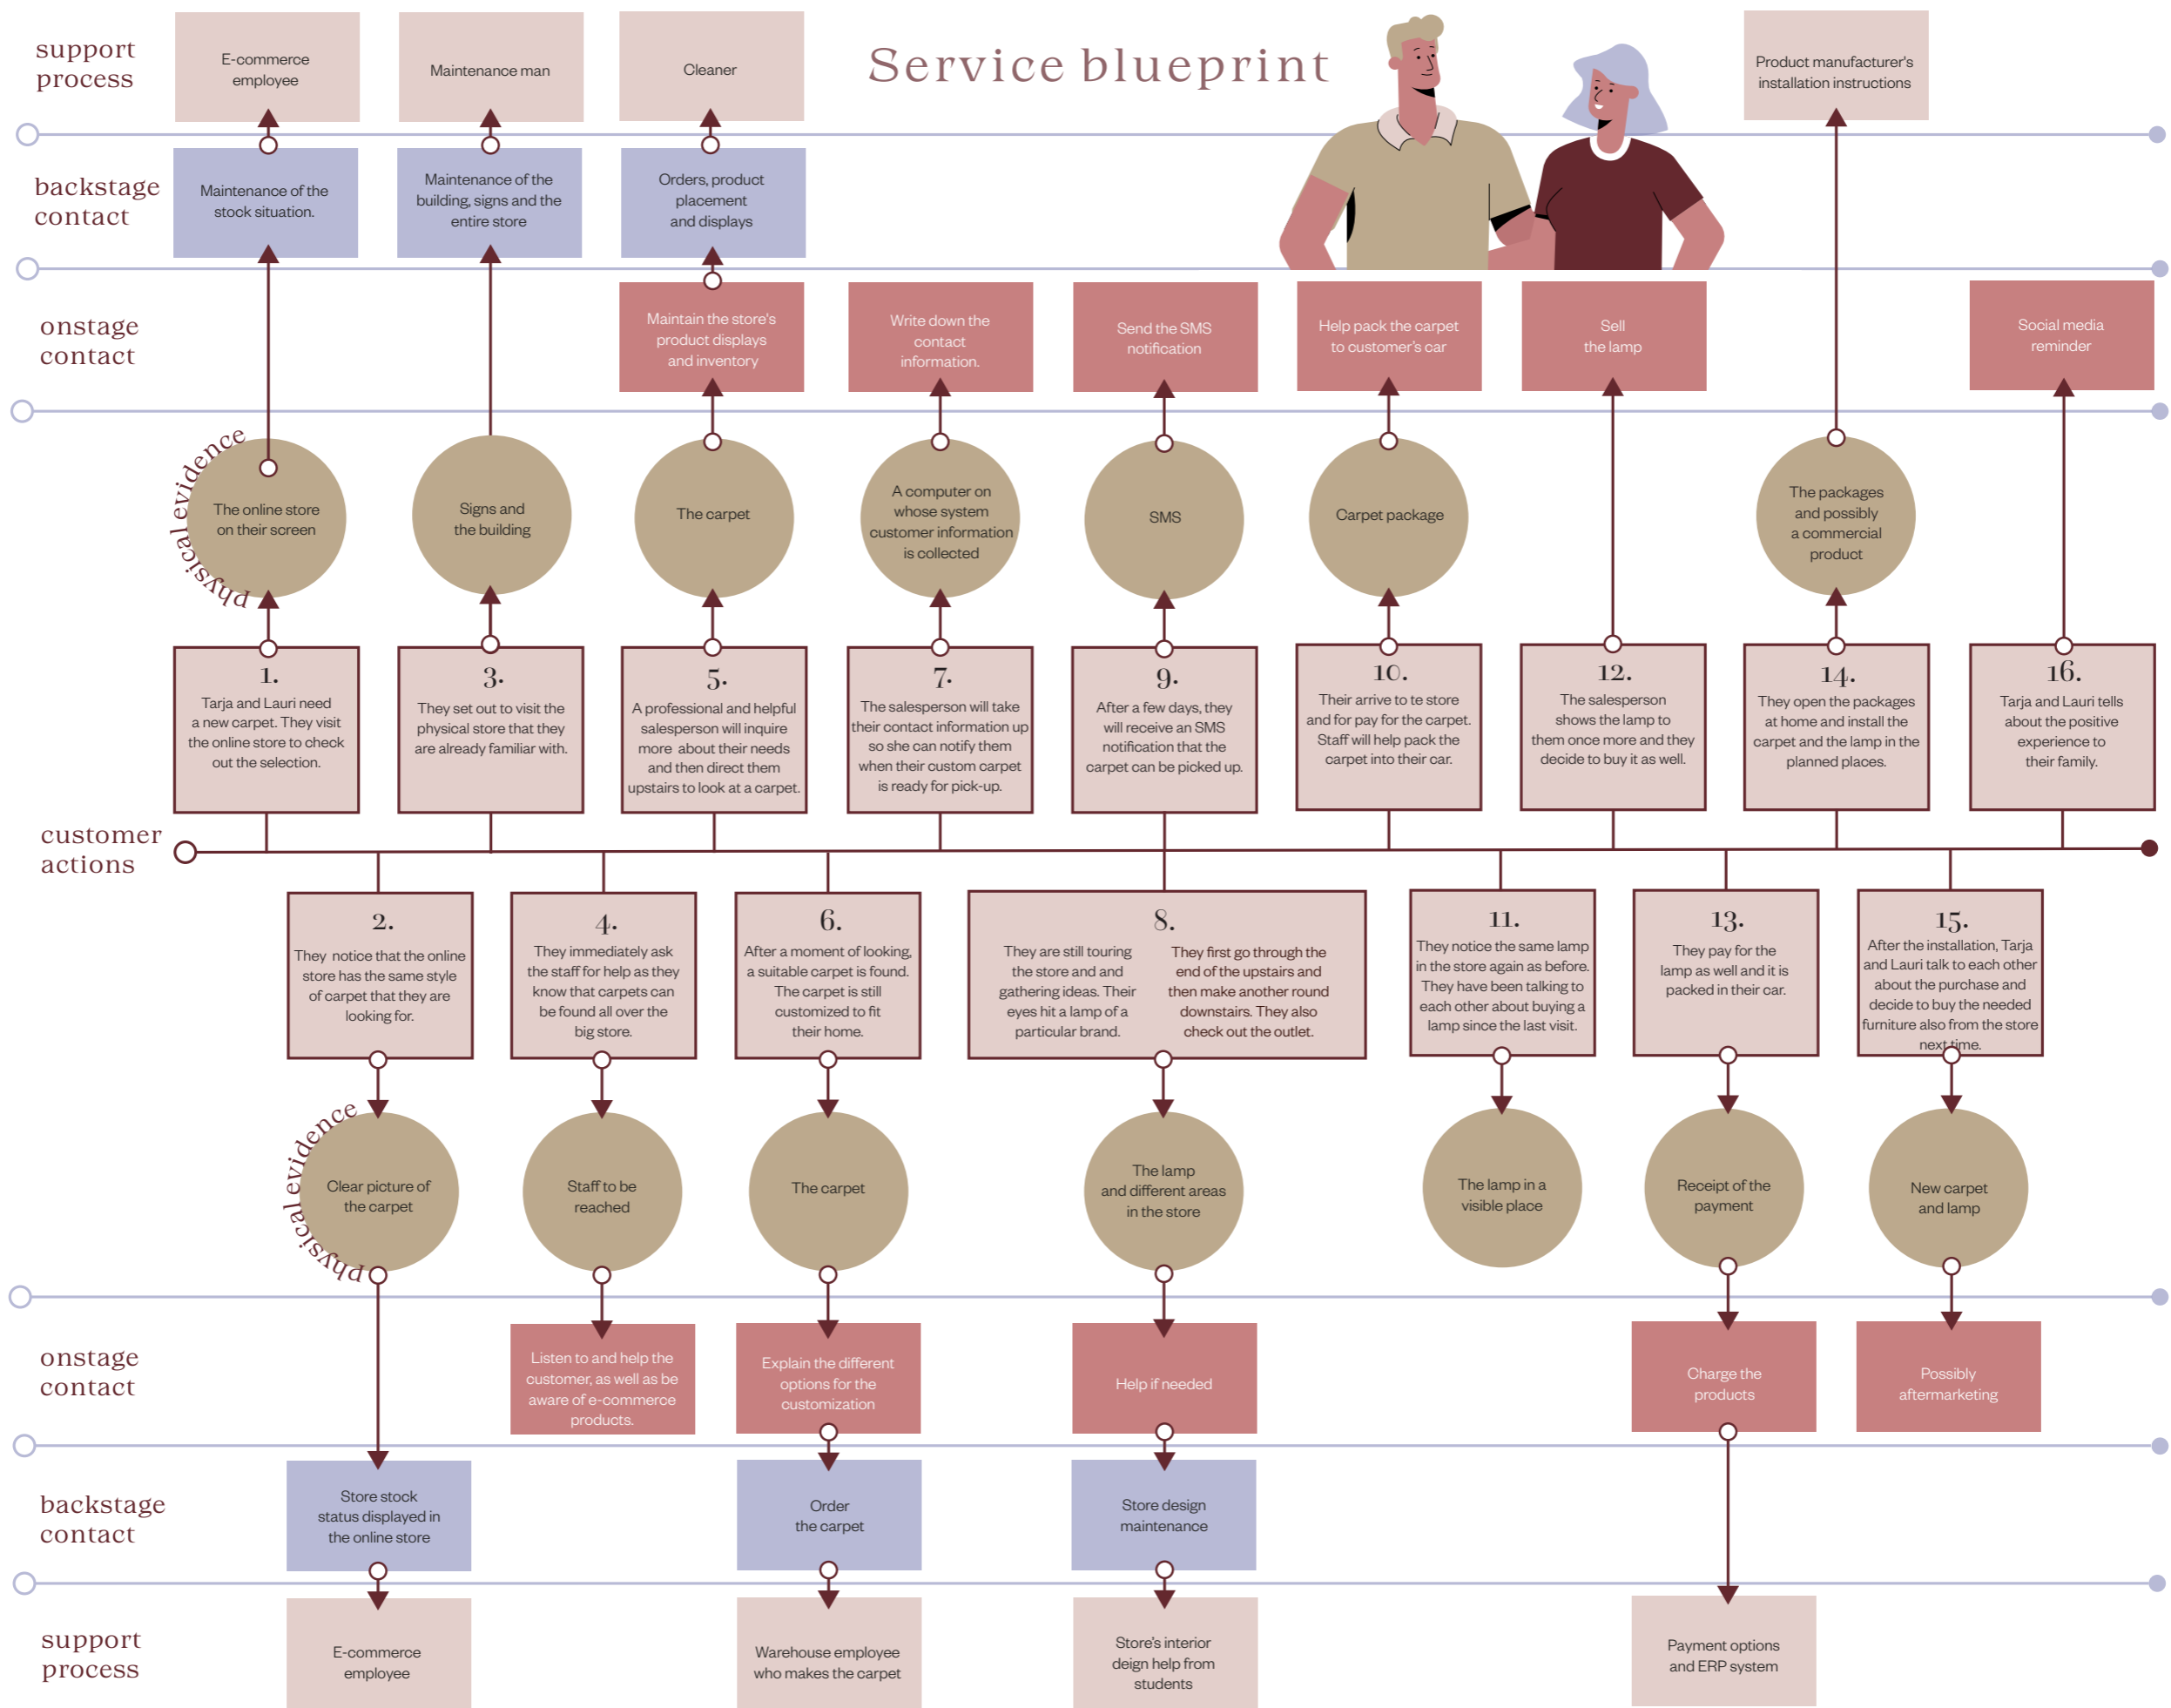 Service blueprint
support
process
E-commerce
employee
Maintenance man
Cleaner
Product manufacturer's
installation instructions
backstage
contact
Maintenance of the
stock situation.
Maintenance of the
building, signs and the
entire store
Orders, product
placement
and displays
onstage
contact
Maintain the store's
product displays
and inventory
Write down the
contact
information.
Send the SMS
notification
Help pack the carpet
to customer's car
Sell
the lamp
Social media
reminder
physical evidence
The online store
on their screen
Signs and
the building
The carpet
A computer on
whose system
customer information
is collected
SMS
Carpet package
The packages
and possibly
a commercial
product
1.
Tarja and Lauri need
a new carpet. They visit
the online store to check
out the selection.
3.
They set out to visit the
physical store that they
are already familiar with.
5.
A professional and helpful
salesperson will inquire
more about their needs
and then direct them
upstairs to look at a carpet.
7.
The salesperson will take
their contact information up
so she can notify them
when their custom carpet
is ready for pick-up.
9.
After a few days, they
will receive an SMS
notification that the
carpet can be picked up.
10.
Their arrive to te store
and for pay for the carpet.
Staff will help pack the
carpet into their car.
12.
The salesperson
shows the lamp to
them once more and they
decide to buy it as well.
14.
They open the packages
at home and install the
carpet and the lamp in the
planned places.
16.
Tarja and Lauri tells
about the positive
experience to
their family.
customer
actions
2.
They notice that the online
store has the same style
of carpet that they are
looking for.
4.
They immediately ask
the staff for help as they
know that carpets can
be found all over the
big store.
6.
After a moment of looking,
a suitable carpet is found.
The carpet is still
customized to fit
their home.
8.
They are still touring
the store and and
gathering ideas. Their
eyes hit a lamp of a
particular brand.
They first go through the
end of the upstairs and
then make another round
downstairs. They also
check out the outlet.
11.
They notice the same lamp
in the store again as before.
They have been talking to
each other about buying a
lamp since the last visit.
13.
They pay for the
lamp as well and it is
packed in their car.
15.
After the installation, Tarja
and Lauri talk to each other
about the purchase and
decide to buy the needed
furniture also from the store
next time.
physical evidence
Clear picture of
the carpet
Staff to be
reached
The carpet
The lamp
and different areas
in the store
The lamp in a
visible place
Receipt of the
payment
New carpet
and lamp
onstage
contact
Listen to and help the
customer, as well as be
aware of e-commerce
products.
Explain the different
options for the
customization
Help if needed
Charge the
products
Possibly
aftermarketing
backstage
contact
Store stock
status displayed in
the online store
Order
the carpet
Store design
maintenance
support
process
E-commerce
employee
Warehouse employee
who makes the carpet
Store's interior
deign help from
students
Payment options
and ERP system